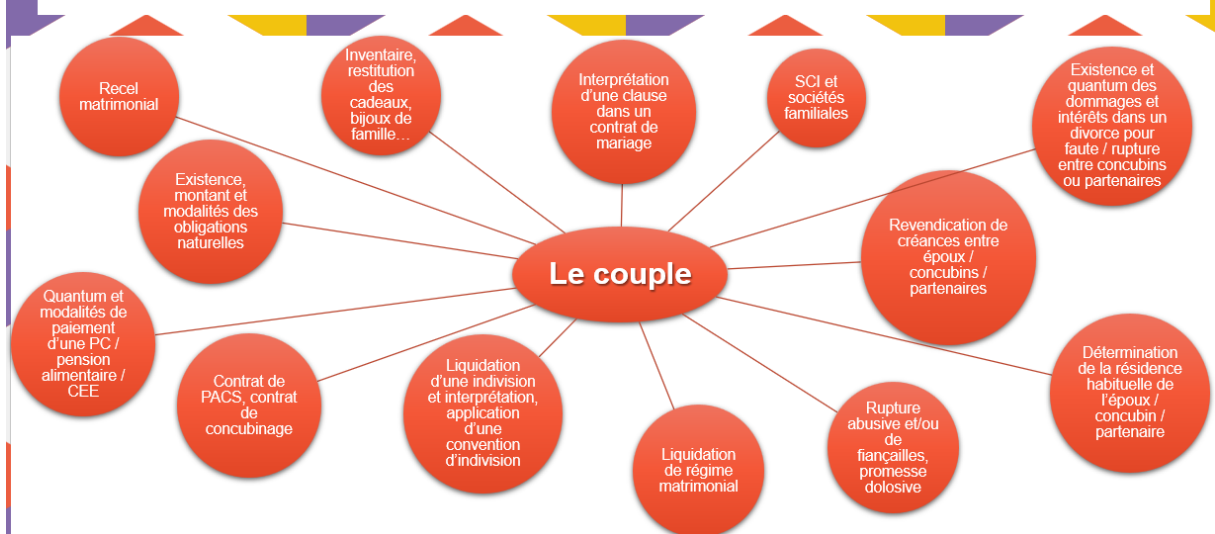 Recel
matrimonial
Inventaire,
restitution
des
cadeaux,
bijoux de
famille…
Interprétation
d'une clause
dans un
contrat de
mariage
SCI et
sociétés
familiales
Existence et
quantum des
dommages et
intérêts dans un
divorce pour
faute / rupture
entre concubins
ou partenaires
Existence,
montant et
modalités des
obligations
naturelles
Le couple
Revendication de
créances entre
époux /
concubins /
partenaires
Quantum et
modalités de
paiement
d'une PC /
pension
alimentaire /
CEE
Contrat de
PACS, contrat
de
concubinage
Liquidation
d'une indivision
et interprétation,
application
d'une
convention
d'indivision
Liquidation
de régime
matrimonial
Rupture
abusive et/ou
de
fiançailles,
promesse
dolosive
Détermination
de la résidence
habituelle de
l'époux /
concubin /
partenaire